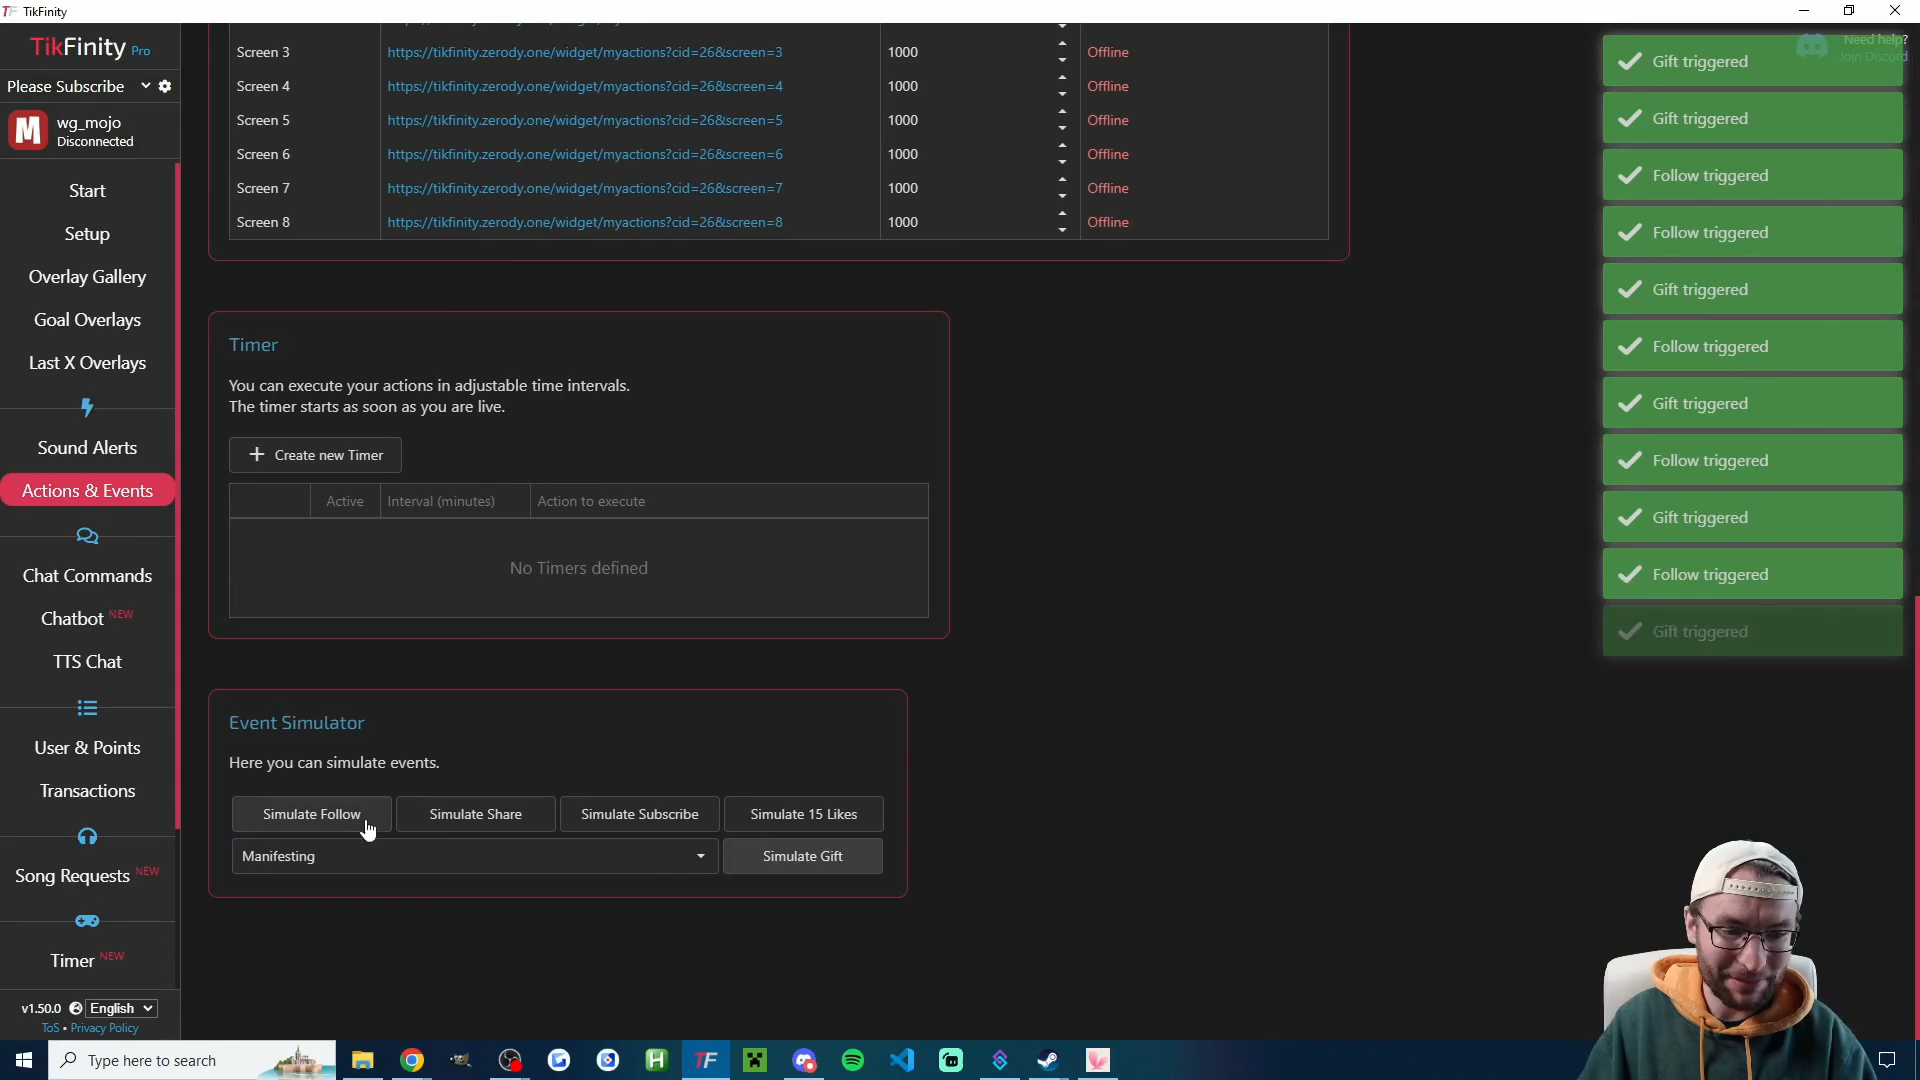 TikFinity
TikFinity Pro
Please Subscribe
wg_mojo
Disconnected
Start
Setup
Overlay Gallery
Goal Overlays
Last X Overlays
Sound Alerts
Actions & Events
Chat Commands
Chatbot NEW
TTS Chat
User & Points
Transactions
Song Requests NEW
Timer NEW
v1.50.0 English
ToS • Privacy Policy
Screen 3 https://tikfinity.zerody.one/widget/myactions?cid=26&screen=3 1000 Offline
Screen 4 https://tikfinity.zerody.one/widget/myactions?cid=26&screen=4 1000 Offline
Screen 5 https://tikfinity.zerody.one/widget/myactions?cid=26&screen=5 1000 Offline
Screen 6 https://tikfinity.zerody.one/widget/myactions?cid=26&screen=6 1000 Offline
Screen 7 https://tikfinity.zerody.one/widget/myactions?cid=26&screen=7 1000 Offline
Screen 8 https://tikfinity.zerody.one/widget/myactions?cid=26&screen=8 1000 Offline
Timer
You can execute your actions in adjustable time intervals.
The timer starts as soon as you are live.
+ Create new Timer
Active Interval (minutes) Action to execute
No Timers defined
Event Simulator
Here you can simulate events.
Simulate Follow Simulate Share Simulate Subscribe Simulate 15 Likes
Manifesting Simulate Gift
Need help?
Join Discord
Gift triggered
Gift triggered
Follow triggered
Follow triggered
Gift triggered
Follow triggered
Gift triggered
Follow triggered
Gift triggered
Follow triggered
Gift triggered
Type here to search